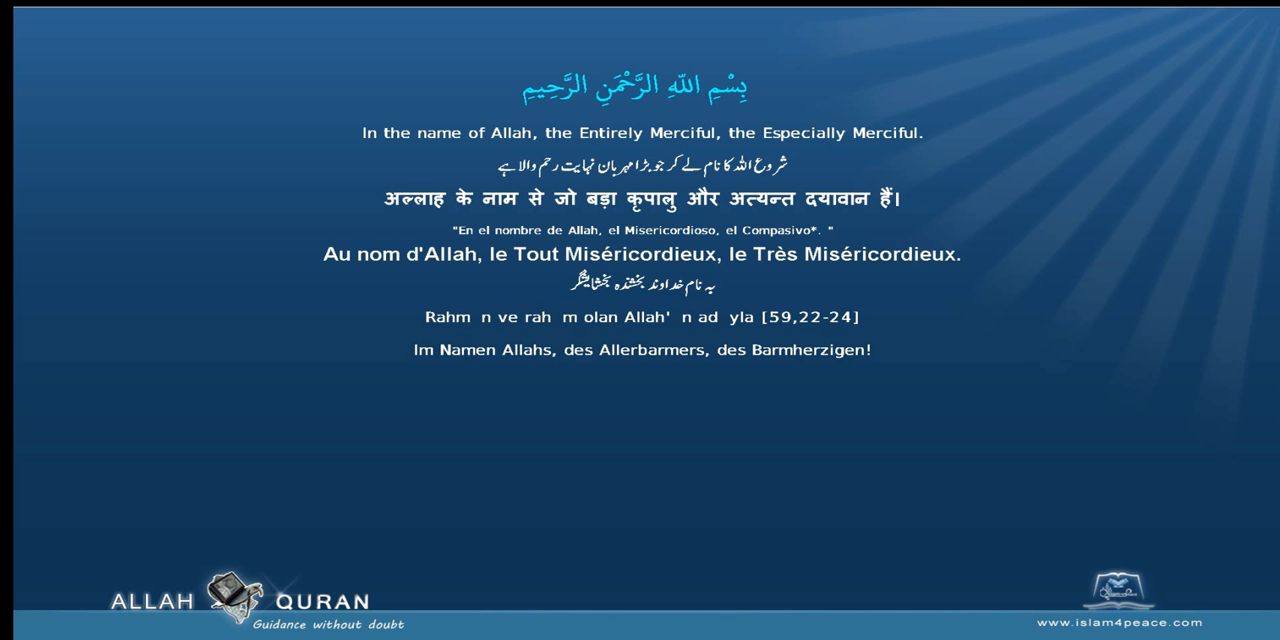 بِسْمِ اللّٰهِ الرَّحْمَنِ الرَّحِيمِ
In the name of Allah, the Entirely Merciful, the Especially Merciful.
شروع اللہ کا نام لے کر جو بڑا مہربان نہایت رحم والا ہے
अल्लाह के नाम से जो बड़ा कृपालु और अत्यन्त दयावान हैं।
"En el nombre de Allah, el Misericordioso, el Compasivo*. "
Au nom d'Allah, le Tout Miséricordieux, le Très Miséricordieux.
به نام خداوند بخشنده بخشایشگر
Rahm n ve rah m olan Allah' n ad yla [59,22-24]
Im Namen Allahs, des Allerbarmers, des Barmherzigen!
ALLAH QURAN
Guidance without doubt
www.islam4peace.com